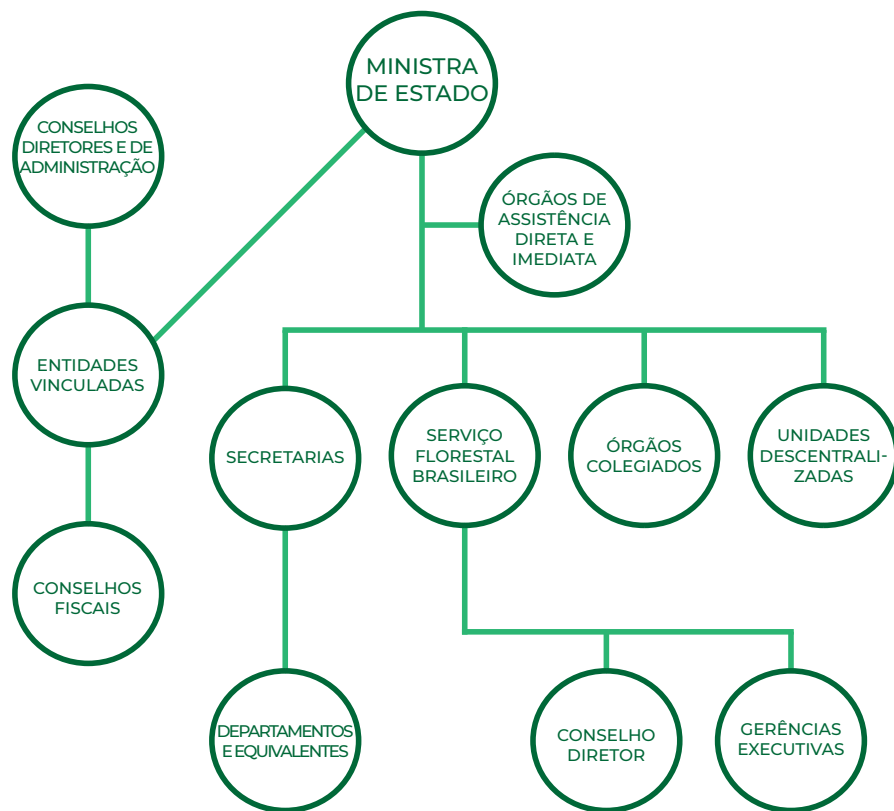 MINISTRA
DE ESTADO
CONSELHOS
DIRETORES E DE
ADMINISTRAÇÃO
ÓRGÃOS DE
ASSISTÊNCIA
DIRETA E
IMEDIATA
ENTIDADES
VINCULADAS
SECRETARIAS
SERVIÇO
FLORESTAL
BRASILEIRO
ÓRGÃOS
COLEGIADOS
UNIDADES
DESCENTRALI-
ZADAS
CONSELHOS
FISCAIS
DEPARTAMENTOS
E EQUIVALENTES
CONSELHO
DIRETOR
GERÊNCIAS
EXECUTIVAS